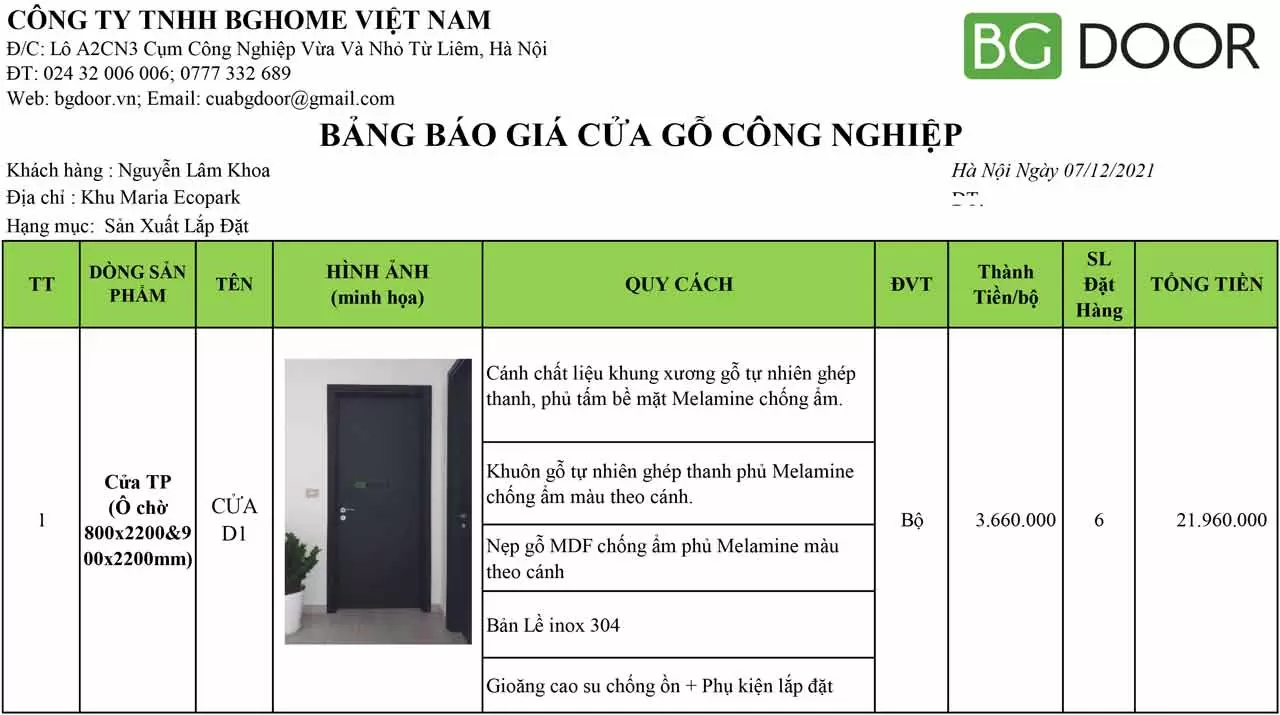 CÔNG TY TNHH BGHOME VIỆT NAM
Đ/C: Lô A2CN3 Cụm Công Nghiệp Vừa Và Nhỏ Từ Liêm, Hà Nội
ĐT: 024 32 006 006; 0777 332 689
Web: bgdoor.vn; Email: cuabgdoor@gmail.com
BG DOOR
BẢNG BÁO GIÁ CỬA GỖ CÔNG NGHIỆP
Khách hàng : Nguyễn Lâm Khoa
Hà Nội Ngày 07/12/2021
Địa chỉ : Khu Maria Ecopark
Hạng mục: Sản Xuất Lắp Đặt
TT
DÒNG SẢN
PHẨM
TÊN
HÌNH ẢNH
(minh họa)
QUY CÁCH
ĐVT
Thành
Tiền/bộ
SL
Đặt
Hàng
TỔNG TIỀN
1
Cửa TP
(Ô chờ
800x2200&9
00x2200mm)
CỬA
D1
Cánh chất liệu khung xương gỗ tự nhiên ghép
thanh, phủ tấm bề mặt Melamine chống ẩm.
Khuôn gỗ tự nhiên ghép thanh phủ Melamine
chống ẩm màu theo cánh.
Nẹp gỗ MDF chống ẩm phủ Melamine màu
theo cánh
Bản Lề inox 304
Gioăng cao su chống ồn + Phụ kiện lắp đặt
Bộ
3.660.000
6
21.960.000